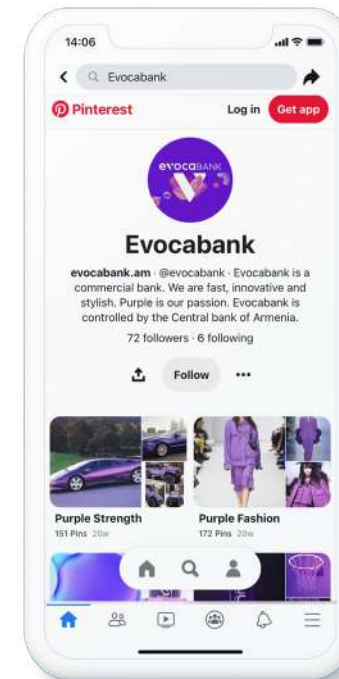 14:06
Evocabank
Pinterest
Log in
Get app
evocaBANK
Evocabank
evocabank.am · @evocabank · Evocabank is a
commercial bank. We are fast, innovative and
stylish. Purple is our passion. Evocabank is
controlled by the Central bank of Armenia.
72 followers · 6 following
Follow
Purple Strength
151 Pins 20w
Purple Fashion
172 Pins 20w